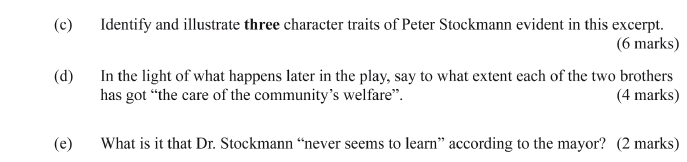 (c) Identify and illustrate three character traits of Peter Stockmann evident in this excerpt.
(6 marks)
(d) In the light of what happens later in the play, say to what extent each of the two brothers
has got “the care of the community’s welfare”. (4 marks)
(e) What is it that Dr. Stockmann “never seems to learn” according to the mayor? (2 marks)